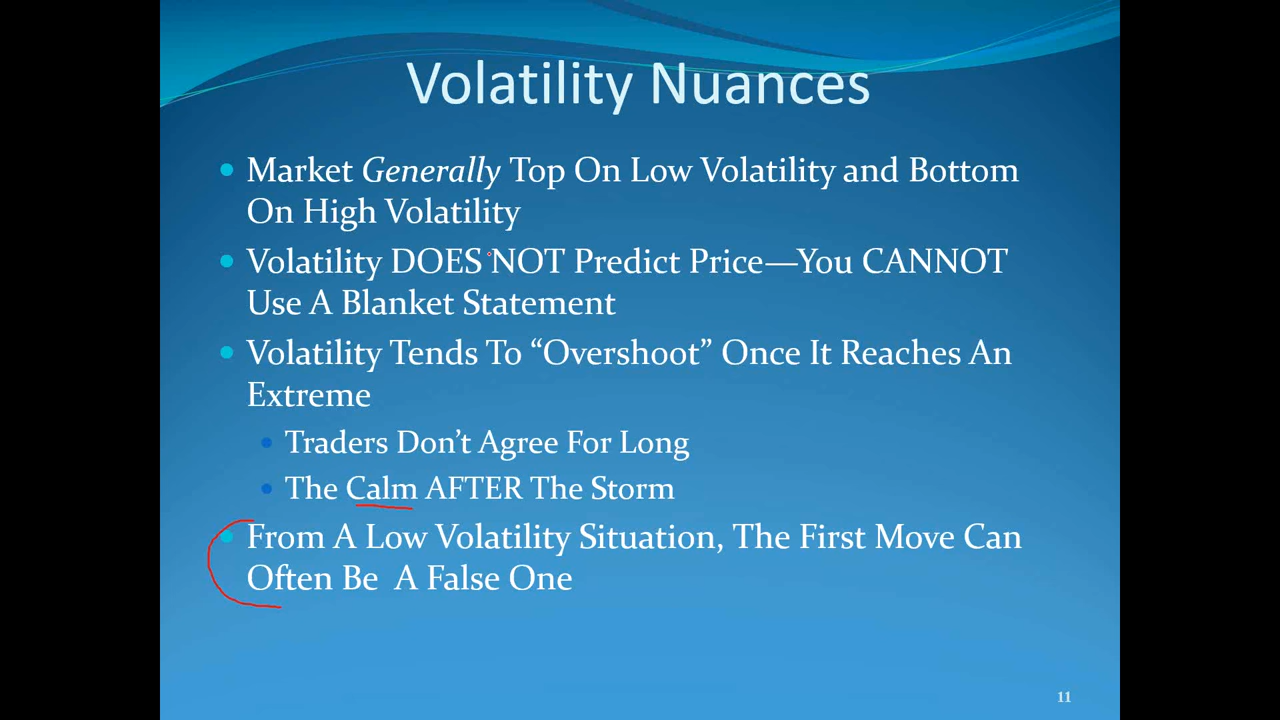 Volatility Nuances
Market Generally Top On Low Volatility and Bottom
On High Volatility
Volatility DOES NOT Predict Price—You CANNOT
Use A Blanket Statement
Volatility Tends To “Overshoot” Once It Reaches An
Extreme
Traders Don’t Agree For Long
The Calm AFTER The Storm
From A Low Volatility Situation, The First Move Can
Often Be A False One
11